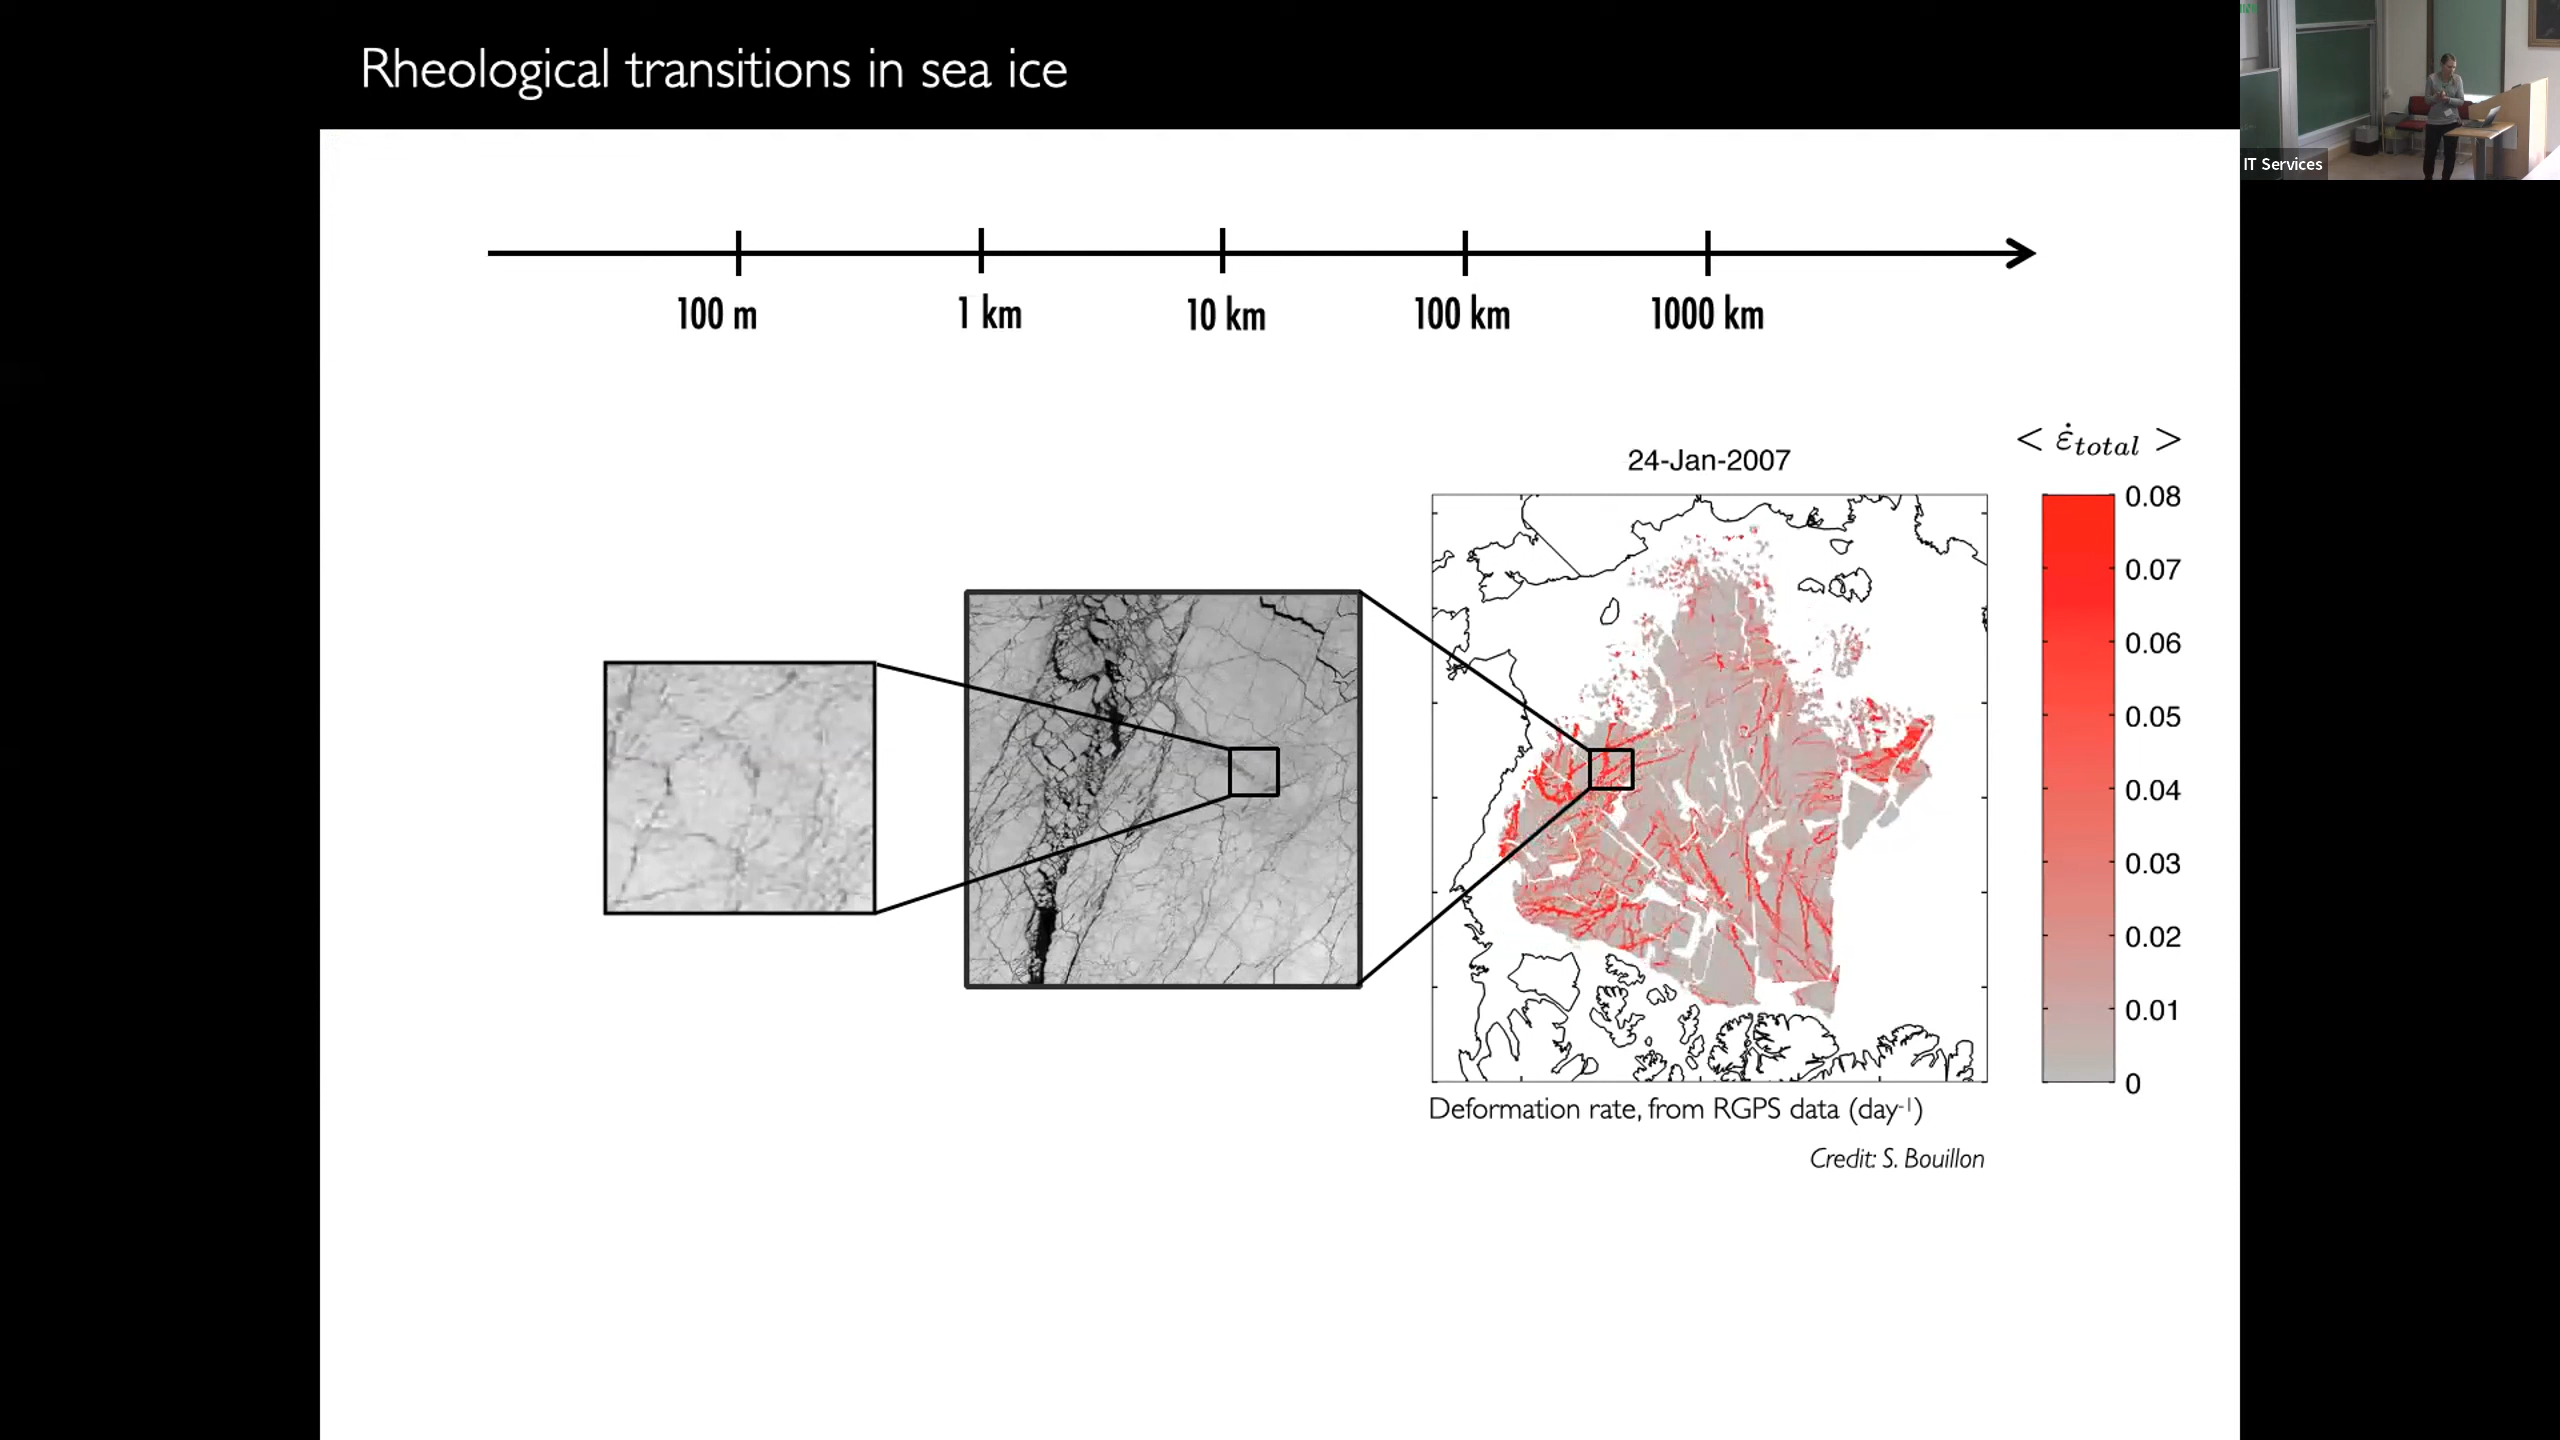 Rheological transitions in sea ice
IT Services
100 m
1 km
10 km
100 km
1000 km
< ε̇total >
24-Jan-2007
0.08
0.07
0.06
0.05
0.04
0.03
0.02
0.01
0
Deformation rate, from RGPS data (day⁻¹)
Credit: S. Bouillon